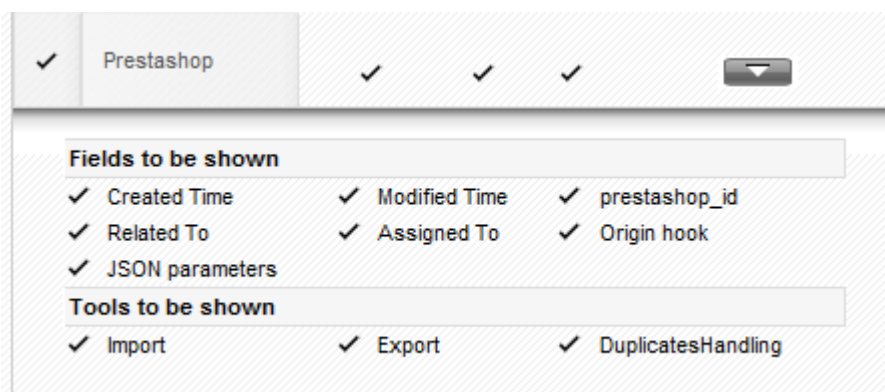 Prestashop
Fields to be shown
Created Time Modified Time prestashop_id
Related To Assigned To Origin hook
JSON parameters
Tools to be shown
Import Export DuplicatesHandling